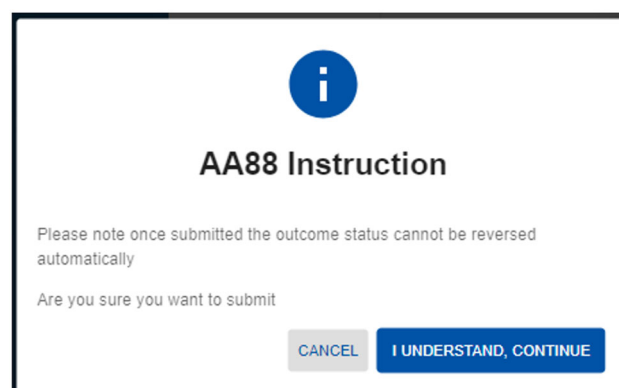 AA88 Instruction
Please note once submitted the outcome status cannot be reversed
automatically
Are you sure you want to submit
CANCEL I UNDERSTAND, CONTINUE